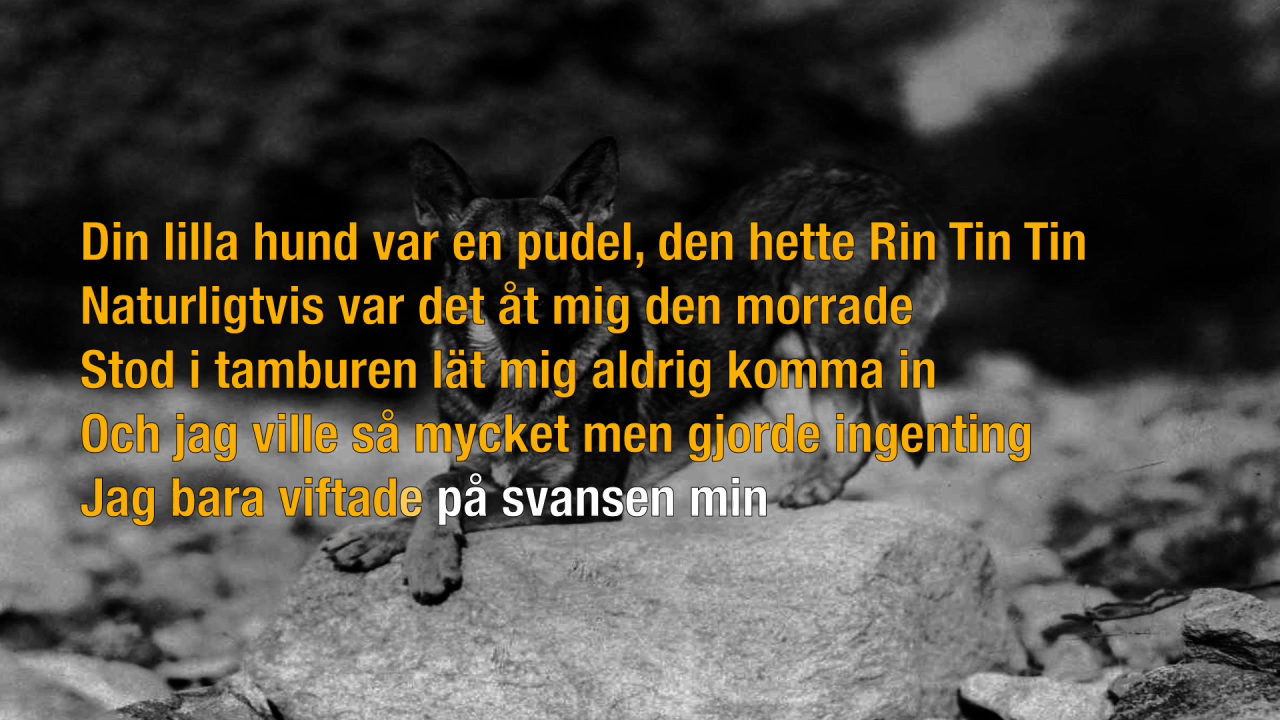 Din lilla hund var en pudel, den hette Rin Tin Tin
Naturligtvis var det åt mig den morrade
Stod i tamburen lät mig aldrig komma in
Och jag ville så mycket men gjorde ingenting
Jag bara viftade på svansen min